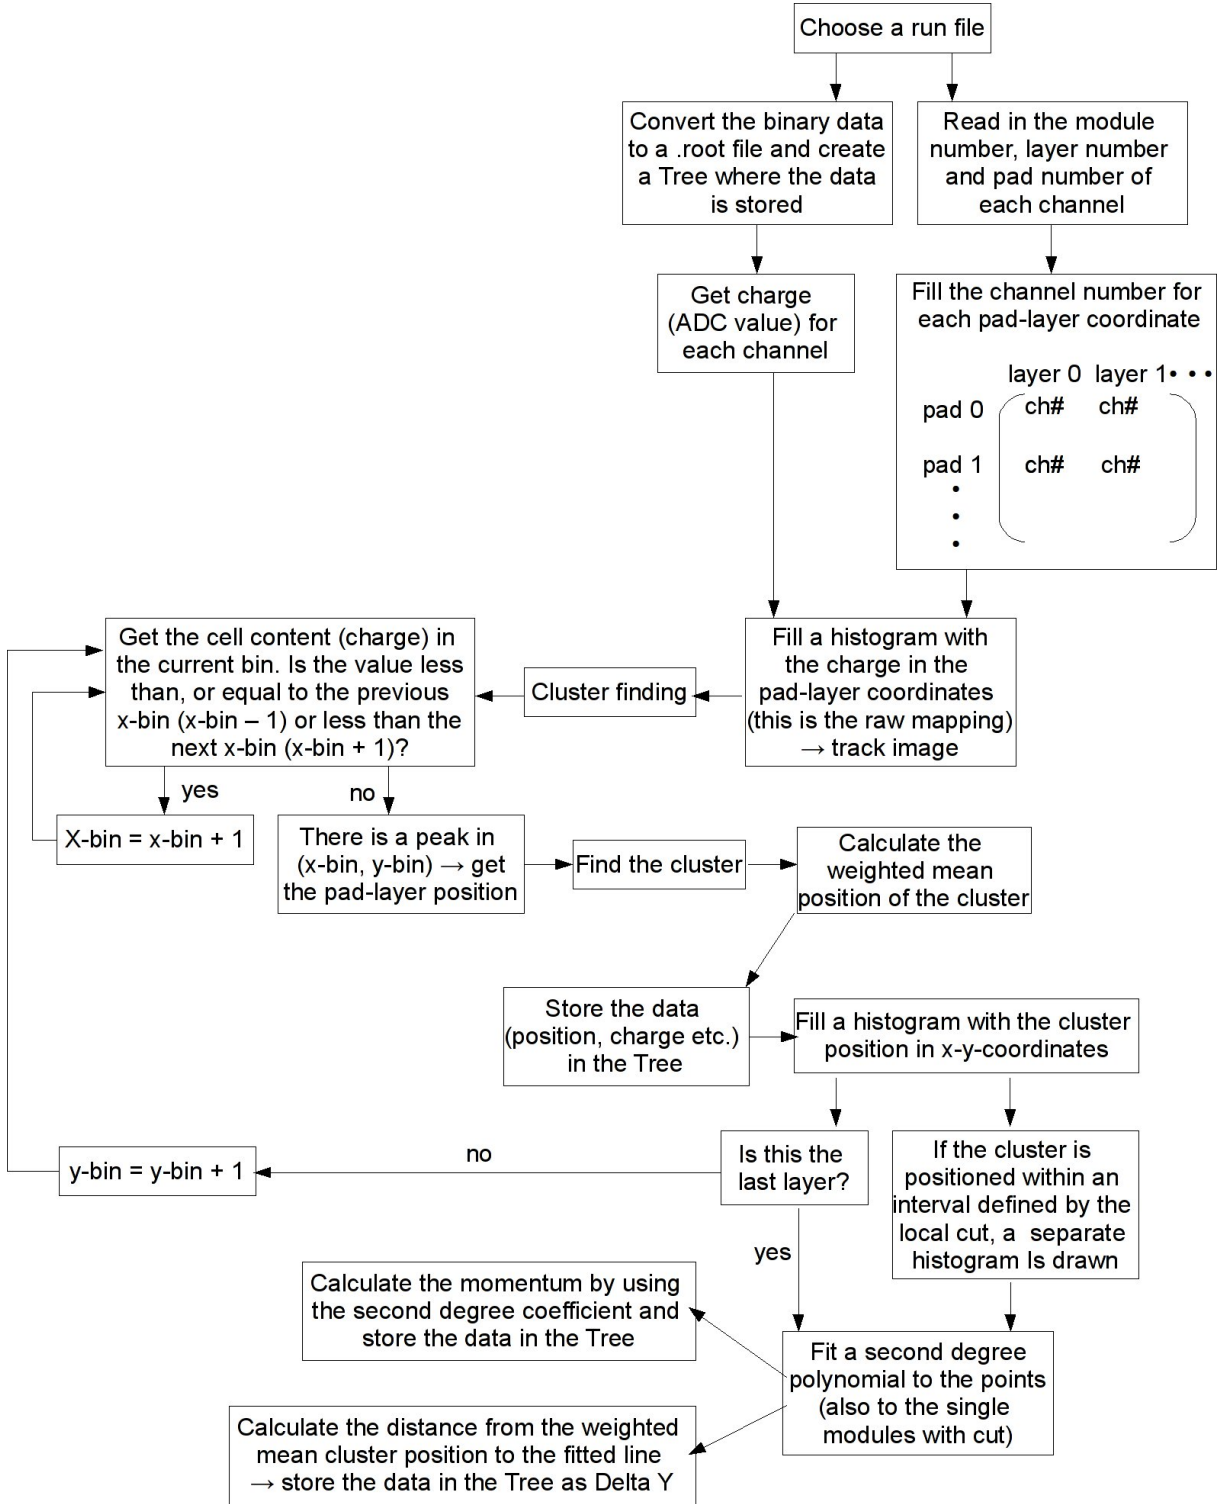 Choose a run file
Convert the binary data
to a .root file and create
a Tree where the data
is stored
Read in the module
number, layer number
and pad number of
each channel
Get charge
(ADC value) for
each channel
Fill the channel number for
each pad-layer coordinate
layer 0 layer 1• • •
pad 0 ch# ch#
pad 1 ch# ch#
•
•
•
Fill a histogram with
the charge in the
pad-layer coordinates
(this is the raw mapping)
→ track image
Cluster finding
Get the cell content (charge) in
the current bin. Is the value less
than, or equal to the previous
x-bin (x-bin – 1) or less than the
next x-bin (x-bin + 1)?
yes
no
X-bin = x-bin + 1
There is a peak in
(x-bin, y-bin) → get
the pad-layer position
Find the cluster
Calculate the
weighted mean
position of the cluster
Store the data
(position, charge etc.)
in the Tree
Fill a histogram with the cluster
position in x-y-coordinates
Is this the
last layer?
no
y-bin = y-bin + 1
If the cluster is
positioned within an
interval defined by the
local cut, a separate
histogram Is drawn
yes
Fit a second degree
polynomial to the points
(also to the single
modules with cut)
Calculate the momentum by using
the second degree coefficient and
store the data in the Tree
Calculate the distance from the weighted
mean cluster position to the fitted line
→ store the data in the Tree as Delta Y